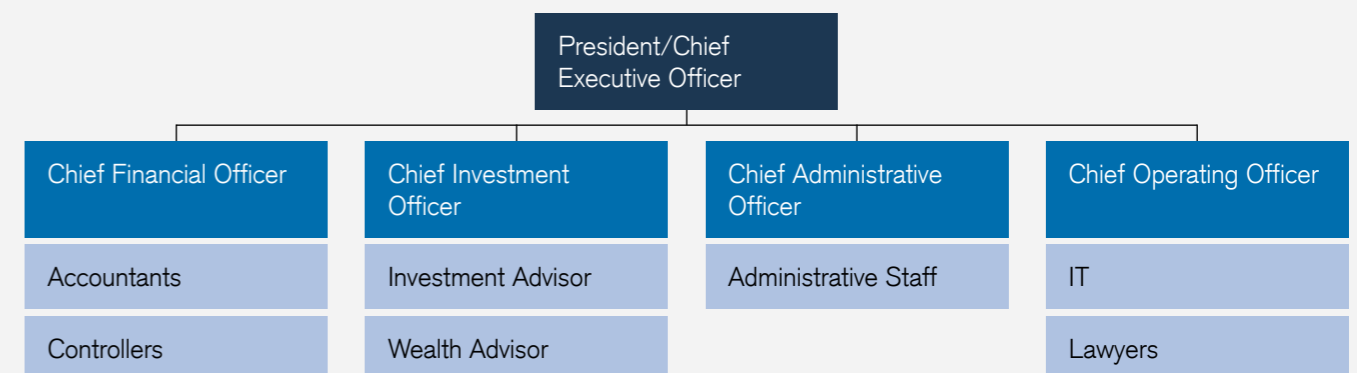 President/Chief
Executive Officer
Chief Financial Officer
Chief Investment
Officer
Chief Administrative
Officer
Chief Operating Officer
Accountants
Investment Advisor
Administrative Staff
IT
Controllers
Wealth Advisor
Lawyers